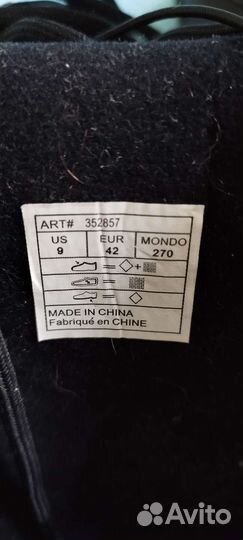 ART# 352857
US EUR MONDO
9 42 270
= +
=
=
MADE IN CHINA
Fabriqué en CHINE
Avito